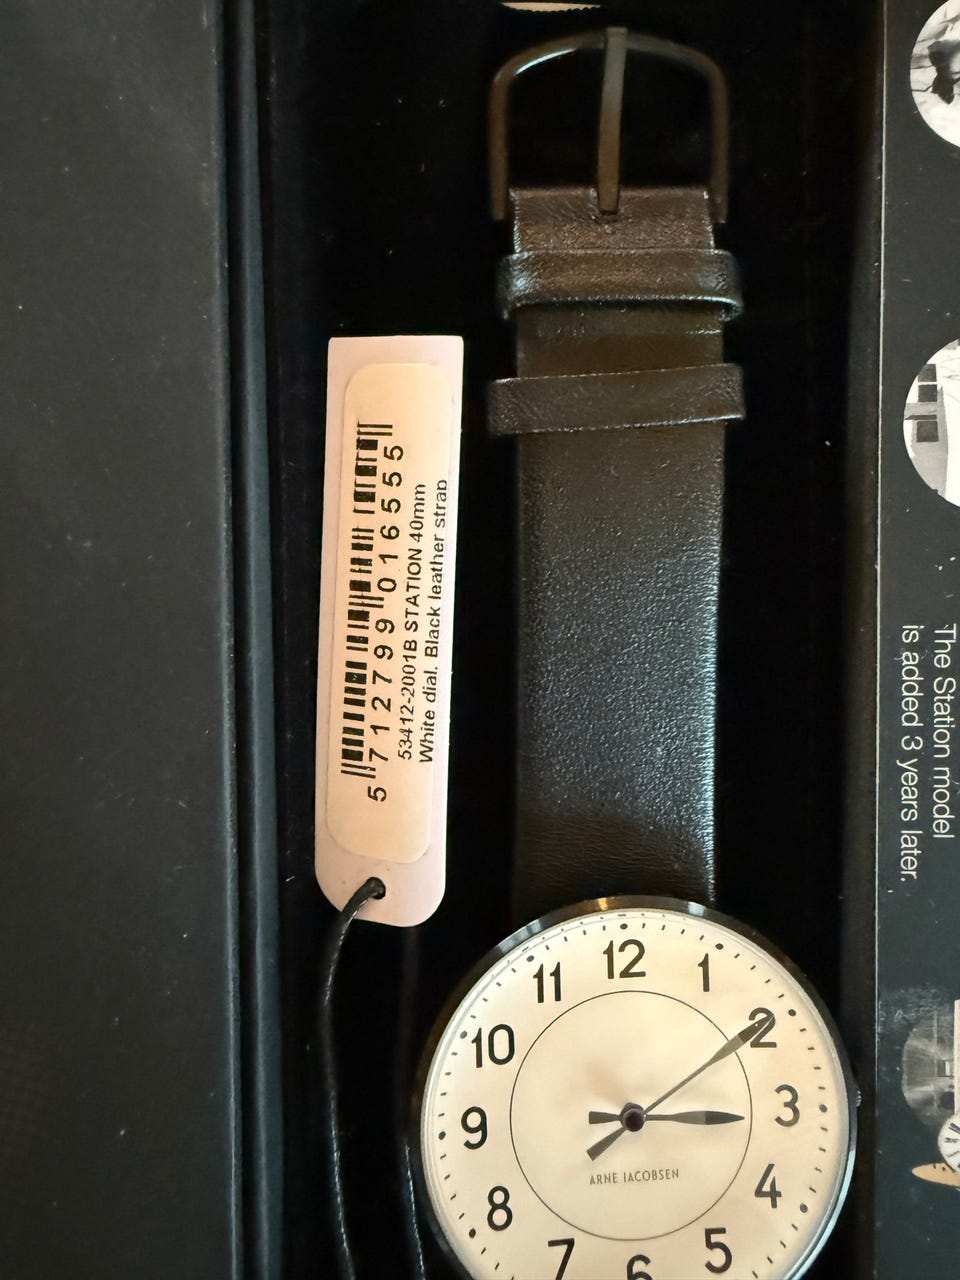 5 712799 016555
53412-2001B STATION 40mm
White dial. Black leather strap
12
1
2
3
4
5
6
7
8
9
10
11
ARNE JACOBSEN
The Station model
is added 3 years later.